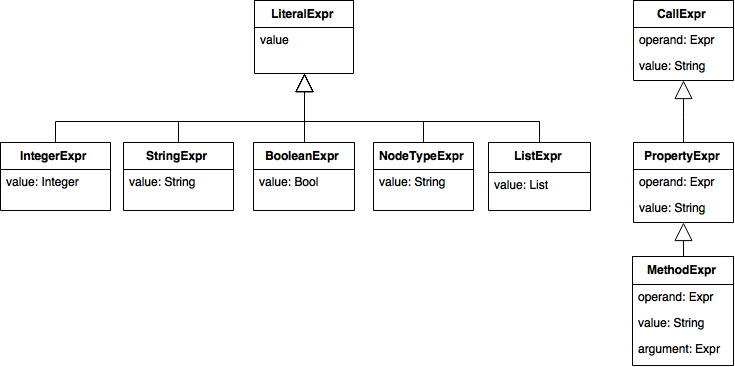 LiteralExpr
value
IntegerExpr
value: Integer
StringExpr
value: String
BooleanExpr
value: Bool
NodeTypeExpr
value: String
ListExpr
value: List
CallExpr
operand: Expr
value: String
PropertyExpr
operand: Expr
value: String
MethodExpr
operand: Expr
value: String
argument: Expr